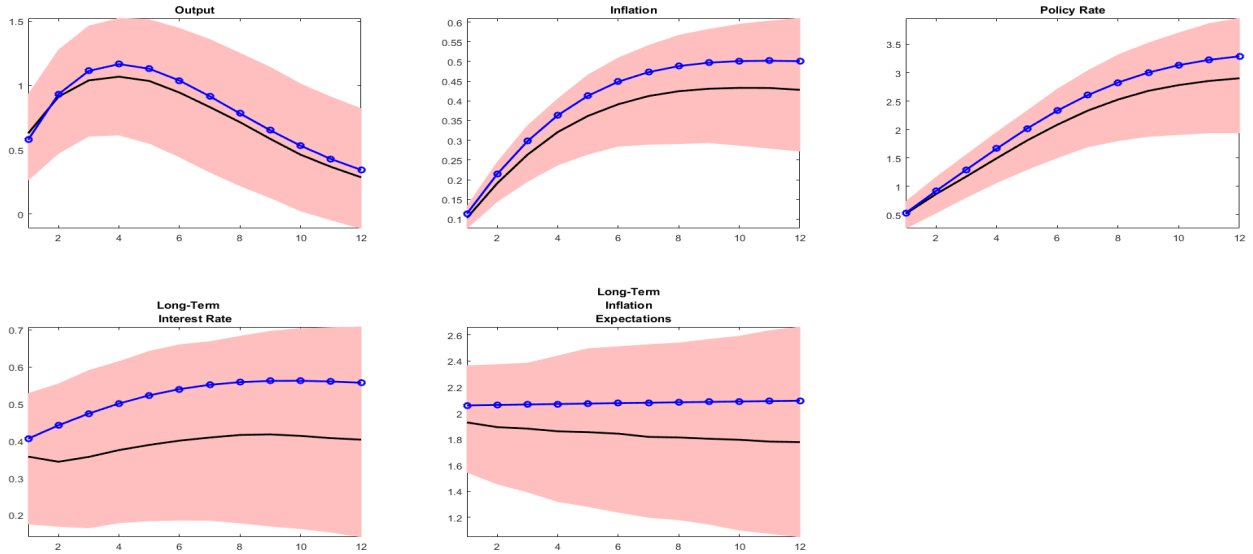 Output
1.5
1
0.5
0
2 4 6 8 10 12
Inflation
0.6
0.55
0.5
0.45
0.4
0.35
0.3
0.25
0.2
0.15
0.1
2 4 6 8 10 12
Policy Rate
3.5
3
2.5
2
1.5
1
0.5
2 4 6 8 10 12
Long-Term
Interest Rate
0.7
0.6
0.5
0.4
0.3
0.2
2 4 6 8 10 12
Long-Term
Inflation
Expectations
2.6
2.4
2.2
2
1.8
1.6
1.4
1.2
2 4 6 8 10 12